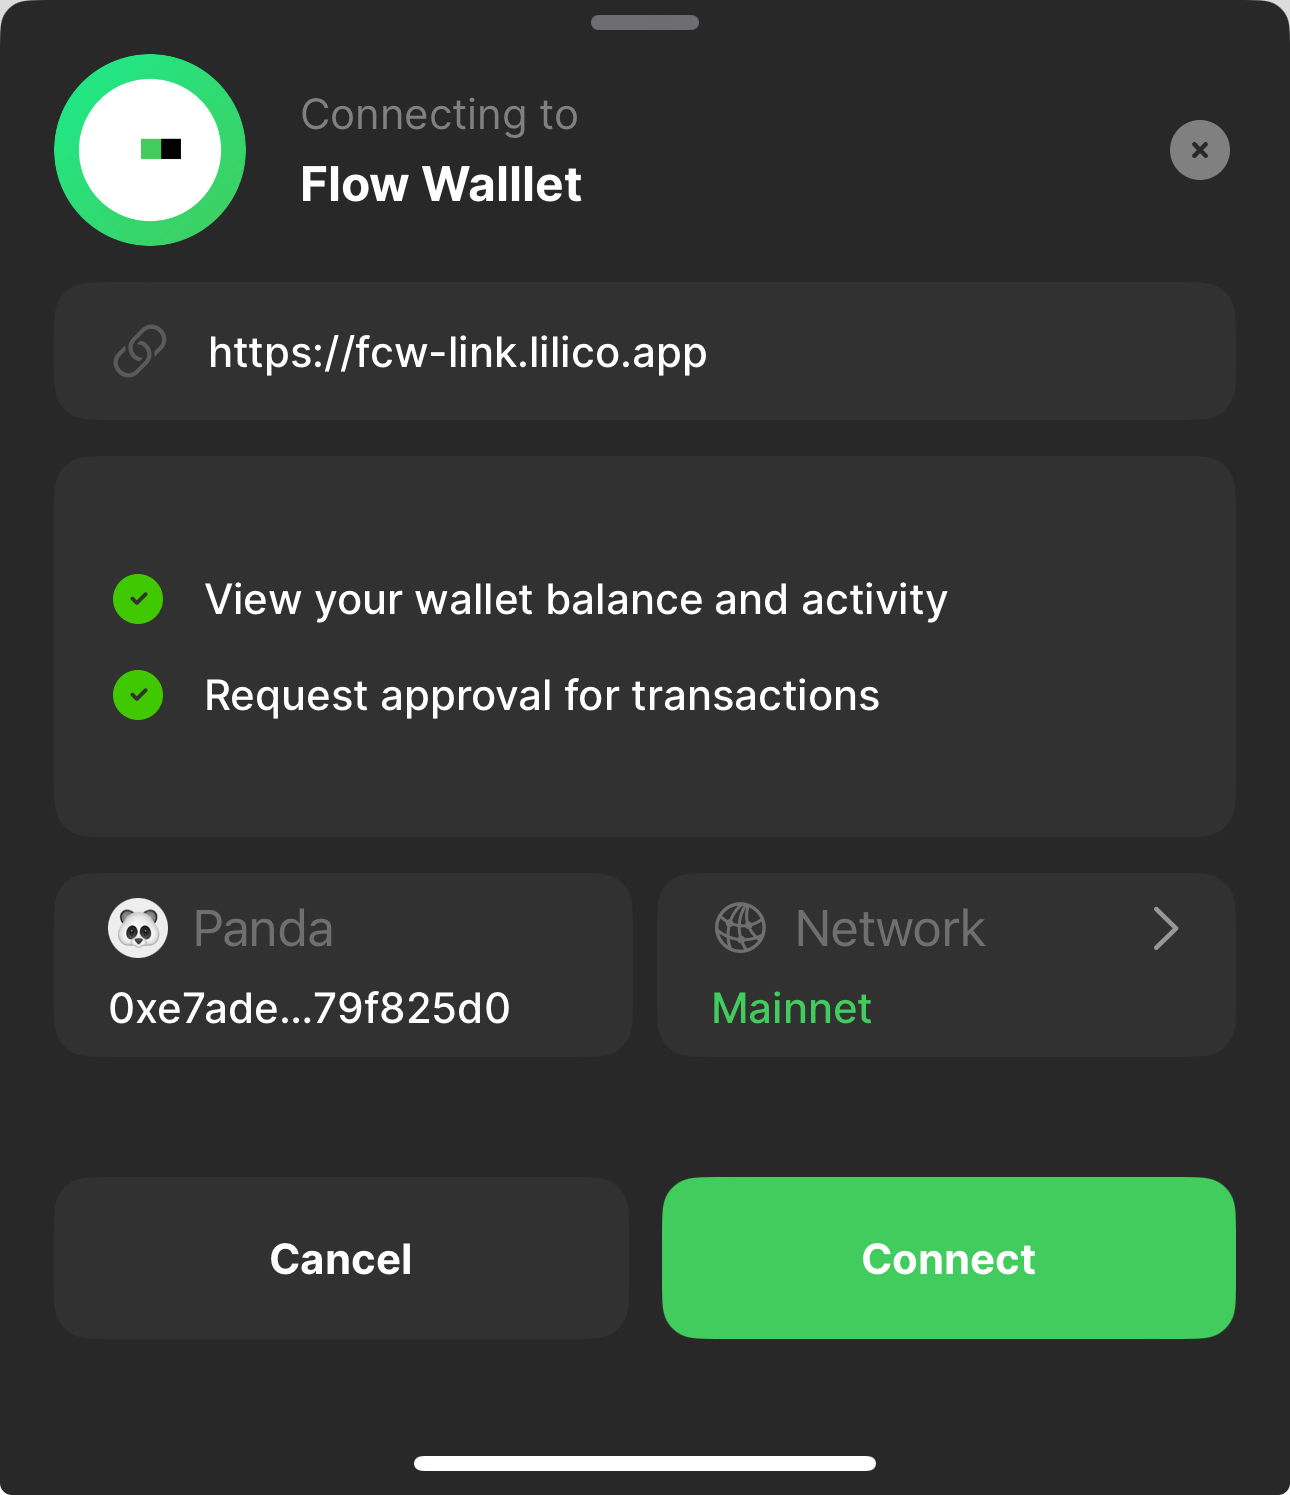 Connecting to
Flow Walllet
https://fcw-link.lilico.app
View your wallet balance and activity
Request approval for transactions
Panda
0xe7ade...79f825d0
Network
Mainnet
Cancel
Connect